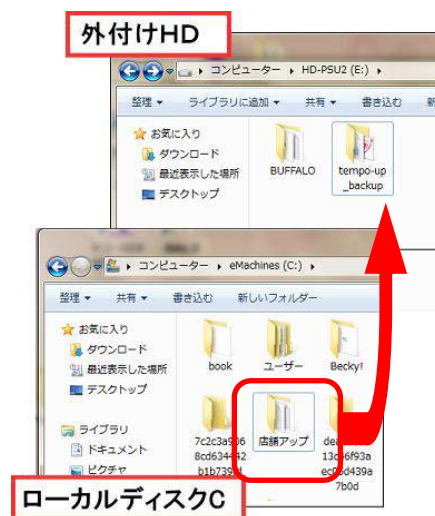 外付けHD
コンピューター ▸ HD-PSU2 (E:) ▸
整理 ▼ ライブラリに追加 ▼ 共有 ▼ 書き込む 新
お気に入り
ダウンロード
最近表示した場所
デスクトップ
BUFFALO
tempo-up
_backup
コンピューター ▸ eMachines (C:) ▸
整理 ▼ 共有 ▼ 書き込む 新しいフォルダー
お気に入り
ダウンロード
最近表示した場所
デスクトップ
ライブラリ
ドキュメント
ピクチャ
book
ユーザー
Becky!
店舗アップ
8cd634442
ec05d439a
7b0d
ローカルディスクC